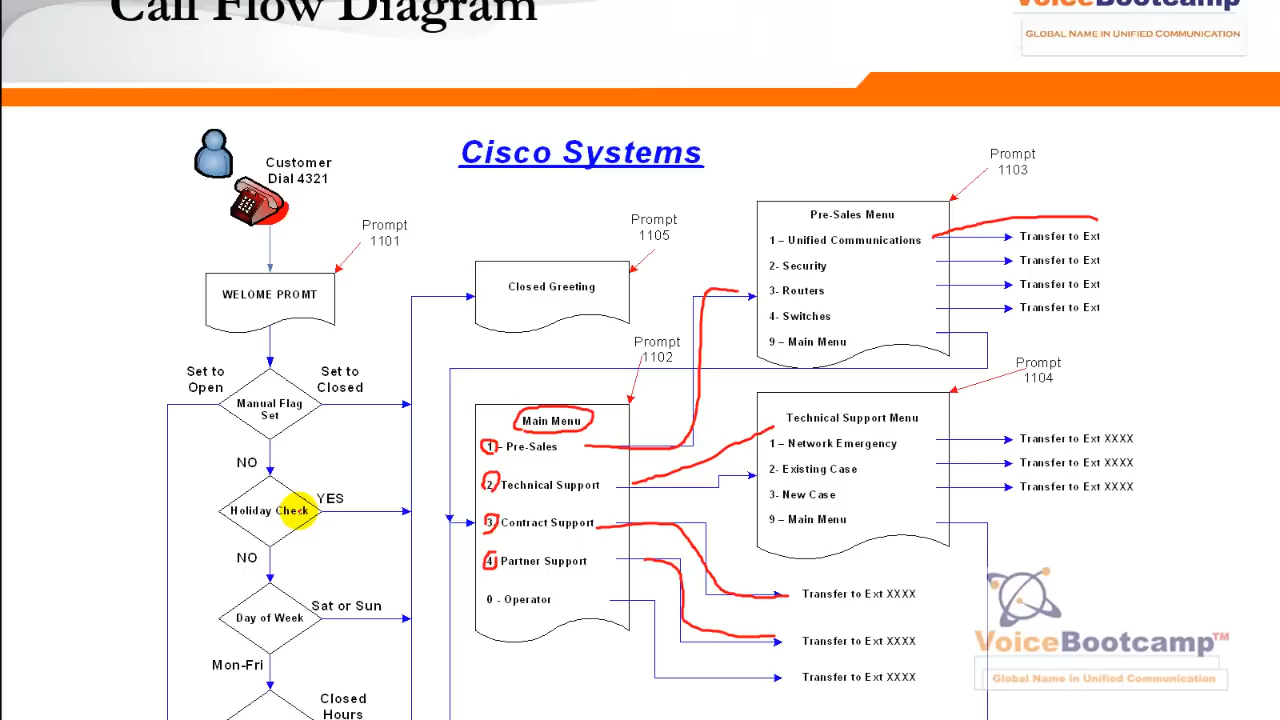 Call Flow Diagram
VoiceBootcamp
GLOBAL NAME IN UNIFIED COMMUNICATION
Cisco Systems
Customer
Dial 4321
Prompt
1101
WELOME PROMT
Set to
Open
Set to
Closed
Manual Flag
Set
NO
YES
Holiday Check
NO
Sat or Sun
Day of Week
Mon-Fri
Closed
Hours
Prompt
1105
Closed Greeting
Prompt
1102
Main Menu
1 - Pre-Sales
2 Technical Support
3 Contract Support
4 Partner Support
0 - Operator
Prompt
1103
Pre-Sales Menu
1 – Unified Communications
2- Security
3- Routers
4- Switches
9 – Main Menu
Transfer to Ext
Transfer to Ext
Transfer to Ext
Transfer to Ext
Prompt
1104
Technical Support Menu
1 – Network Emergency
2- Existing Case
3- New Case
9 – Main Menu
Transfer to Ext XXXX
Transfer to Ext XXXX
Transfer to Ext XXXX
Transfer to Ext XXXX
Transfer to Ext XXXX
Transfer to Ext XXXX
VoiceBootcamp™
Global Name in Unified Communication